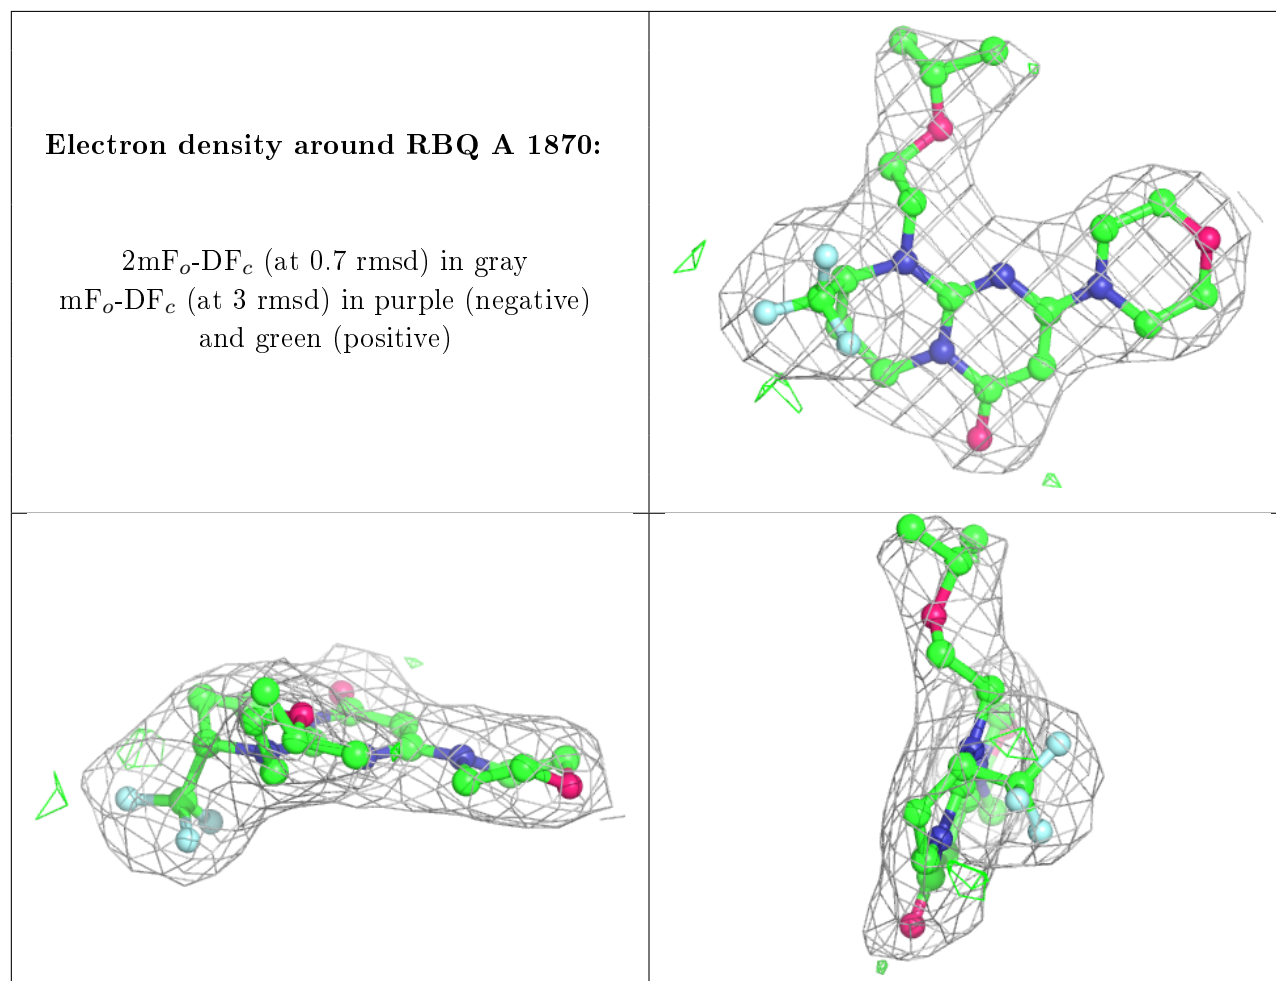 Electron density around RBQ A 1870:
2mFo-DFc (at 0.7 rmsd) in gray
mFo-DFc (at 3 rmsd) in purple (negative)
and green (positive)